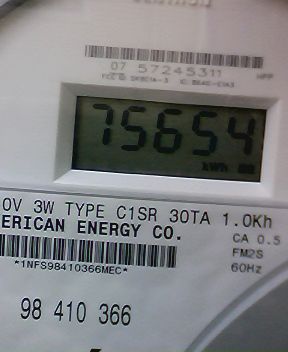 07 57245311
HPP
75654
kWh
0V 3W TYPE C1SR 30TA 1.0Kh
ERICAN ENERGY CO.
CA 0.5
FM2S
60Hz
*1NFS98410366MEC*
98 410 366